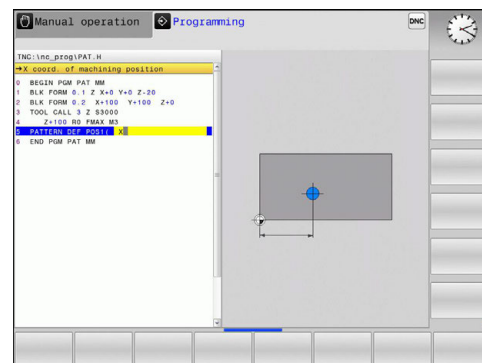 Manual operation
Programming
DNC
TNC:\nc_prog\PAT.H
→X coord. of machining position
0 BEGIN PGM PAT MM
1 BLK FORM 0.1 Z X+0 Y+0 Z-20
2 BLK FORM 0.2 X+100 Y+100 Z+0
3 TOOL CALL 3 Z S3000
4 Z+100 R0 FMAX M3
5 PATTERN DEF POS1( X
6 END PGM PAT MM